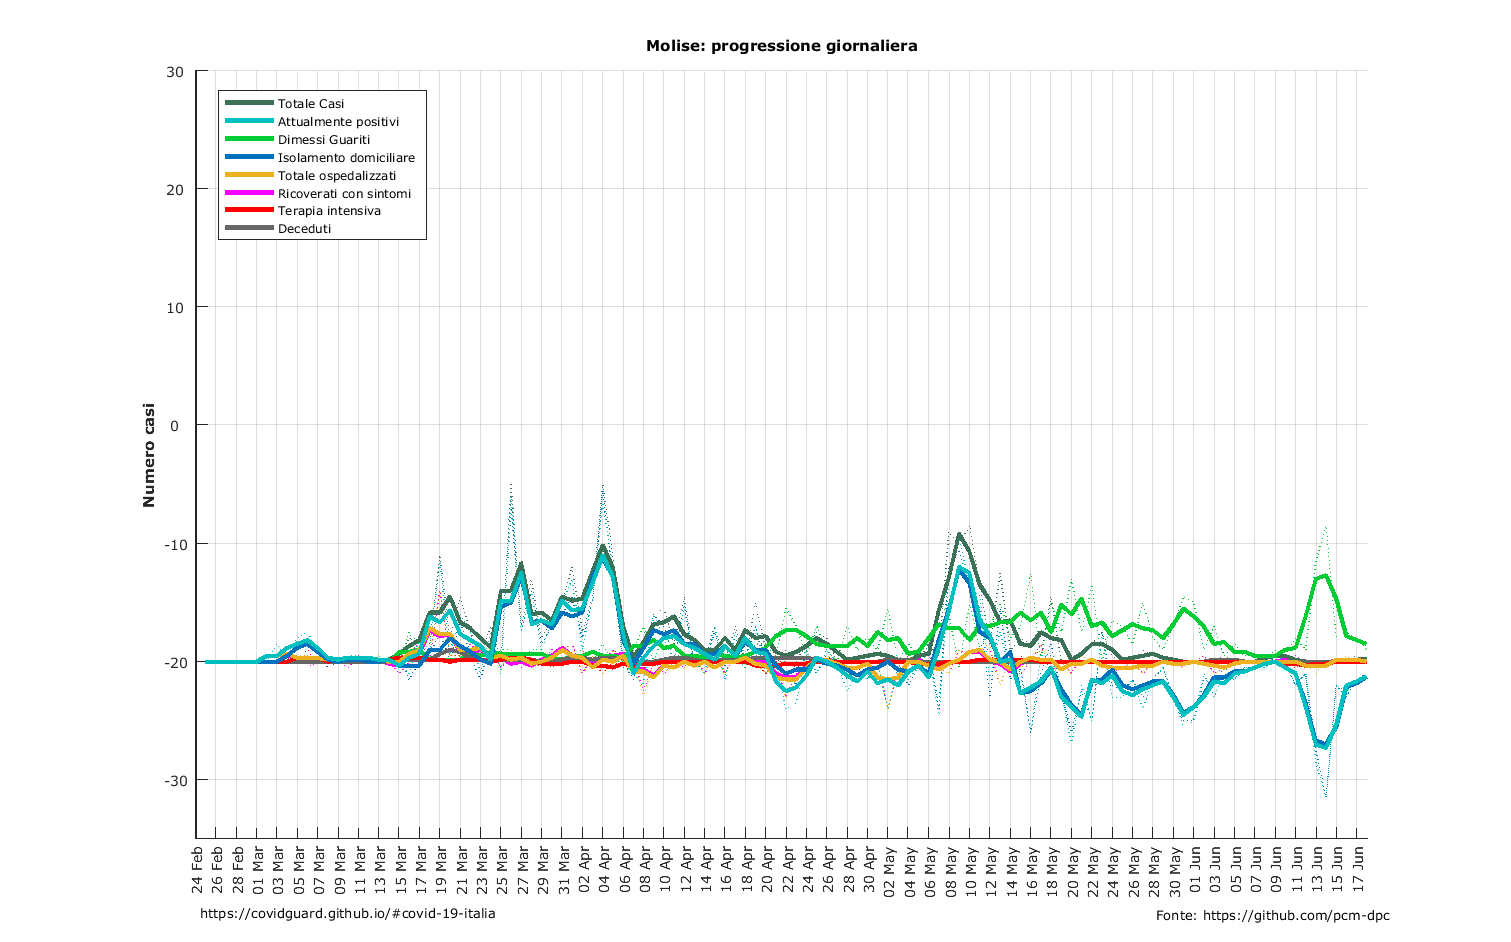 Molise: progressione giornaliera
30
20
10
0
-10
-20
-30
Numero casi
Totale Casi
Attualmente positivi
Dimessi Guariti
Isolamento domiciliare
Totale ospedalizzati
Ricoverati con sintomi
Terapia intensiva
Deceduti
24 Feb
26 Feb
28 Feb
01 Mar
03 Mar
05 Mar
07 Mar
09 Mar
11 Mar
13 Mar
15 Mar
17 Mar
19 Mar
21 Mar
23 Mar
25 Mar
27 Mar
29 Mar
31 Mar
02 Apr
04 Apr
06 Apr
08 Apr
10 Apr
12 Apr
14 Apr
16 Apr
18 Apr
20 Apr
22 Apr
24 Apr
26 Apr
28 Apr
30 Apr
02 May
04 May
06 May
08 May
10 May
12 May
14 May
16 May
18 May
20 May
22 May
24 May
26 May
28 May
30 May
01 Jun
03 Jun
05 Jun
07 Jun
09 Jun
11 Jun
13 Jun
15 Jun
17 Jun
https://covidguard.github.io/#covid-19-italia
Fonte: https://github.com/pcm-dpc